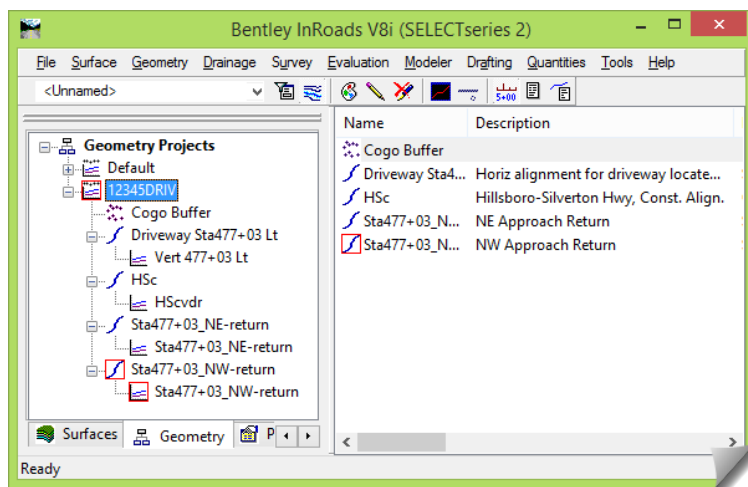 Bentley InRoads V8i (SELECTseries 2)
File Surface Geometry Drainage Survey Evaluation Modeler Drafting Quantities Tools Help
<Unnamed>
5+00
Geometry Projects
Default
12345DRIV
Cogo Buffer
Driveway Sta477+03 Lt
Vert 477+03 Lt
HSc
HScvdr
Sta477+03_NE-return
Sta477+03_NE-return
Sta477+03_NW-return
Sta477+03_NW-return
Surfaces Geometry P
Name Description
Cogo Buffer
Driveway Sta4... Horiz alignment for driveway locate...
HSc Hillsboro-Silverton Hwy, Const. Align.
Sta477+03_N... NE Approach Return
Sta477+03_N... NW Approach Return
Ready